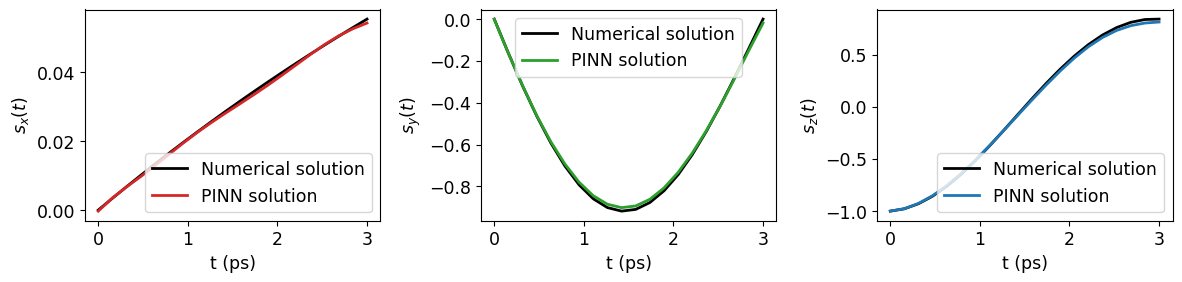 s_x(t)
0.04
0.02
0.00
Numerical solution
PINN solution
0 1 2 3
t (ps)
s_y(t)
0.0
−0.2
−0.4
−0.6
−0.8
Numerical solution
PINN solution
0 1 2 3
t (ps)
s_z(t)
0.5
0.0
−0.5
−1.0
Numerical solution
PINN solution
0 1 2 3
t (ps)